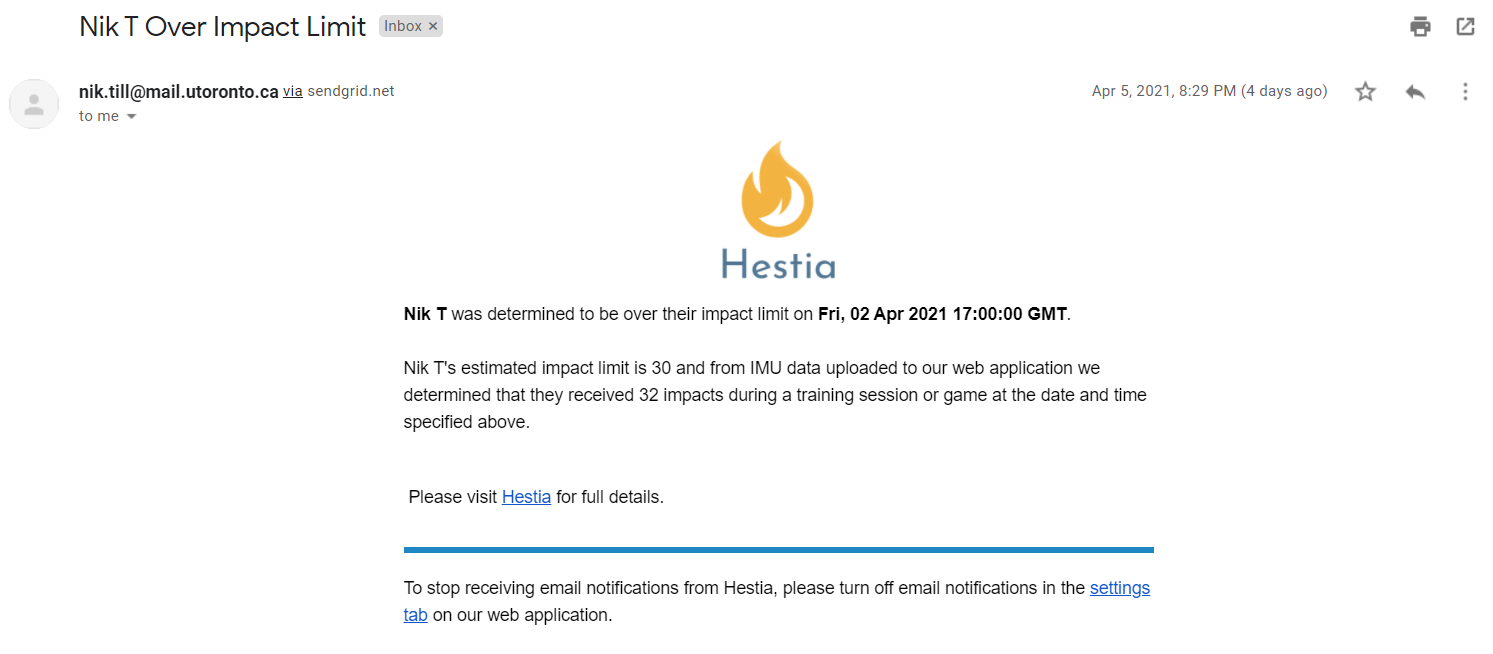 Nik T Over Impact Limit Inbox ×
nik.till@mail.utoronto.ca via sendgrid.net Apr 5, 2021, 8:29 PM (4 days ago)
to me
Hestia
Nik T was determined to be over their impact limit on Fri, 02 Apr 2021 17:00:00 GMT.
Nik T's estimated impact limit is 30 and from IMU data uploaded to our web application we
determined that they received 32 impacts during a training session or game at the date and time
specified above.
Please visit Hestia for full details.
To stop receiving email notifications from Hestia, please turn off email notifications in the settings
tab on our web application.